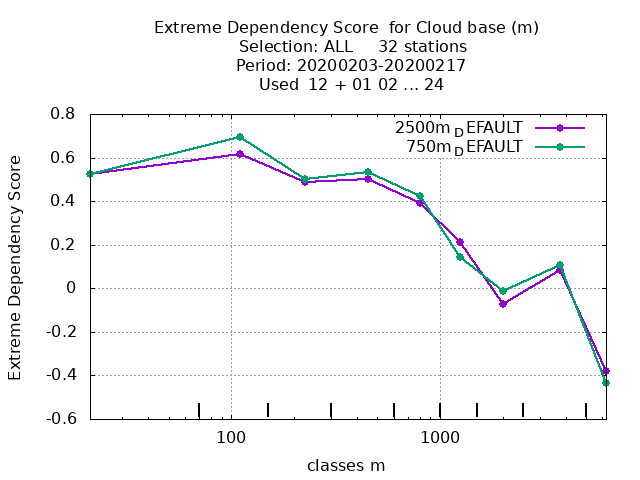 Extreme Dependency Score for Cloud base (m)
Selection: ALL 32 stations
Period: 20200203-20200217
Used 12 + 01 02 ... 24
Extreme Dependency Score
0.8
0.6
0.4
0.2
0
-0.2
-0.4
-0.6
2500m_DEFAULT
750m_DEFAULT
100
1000
classes m